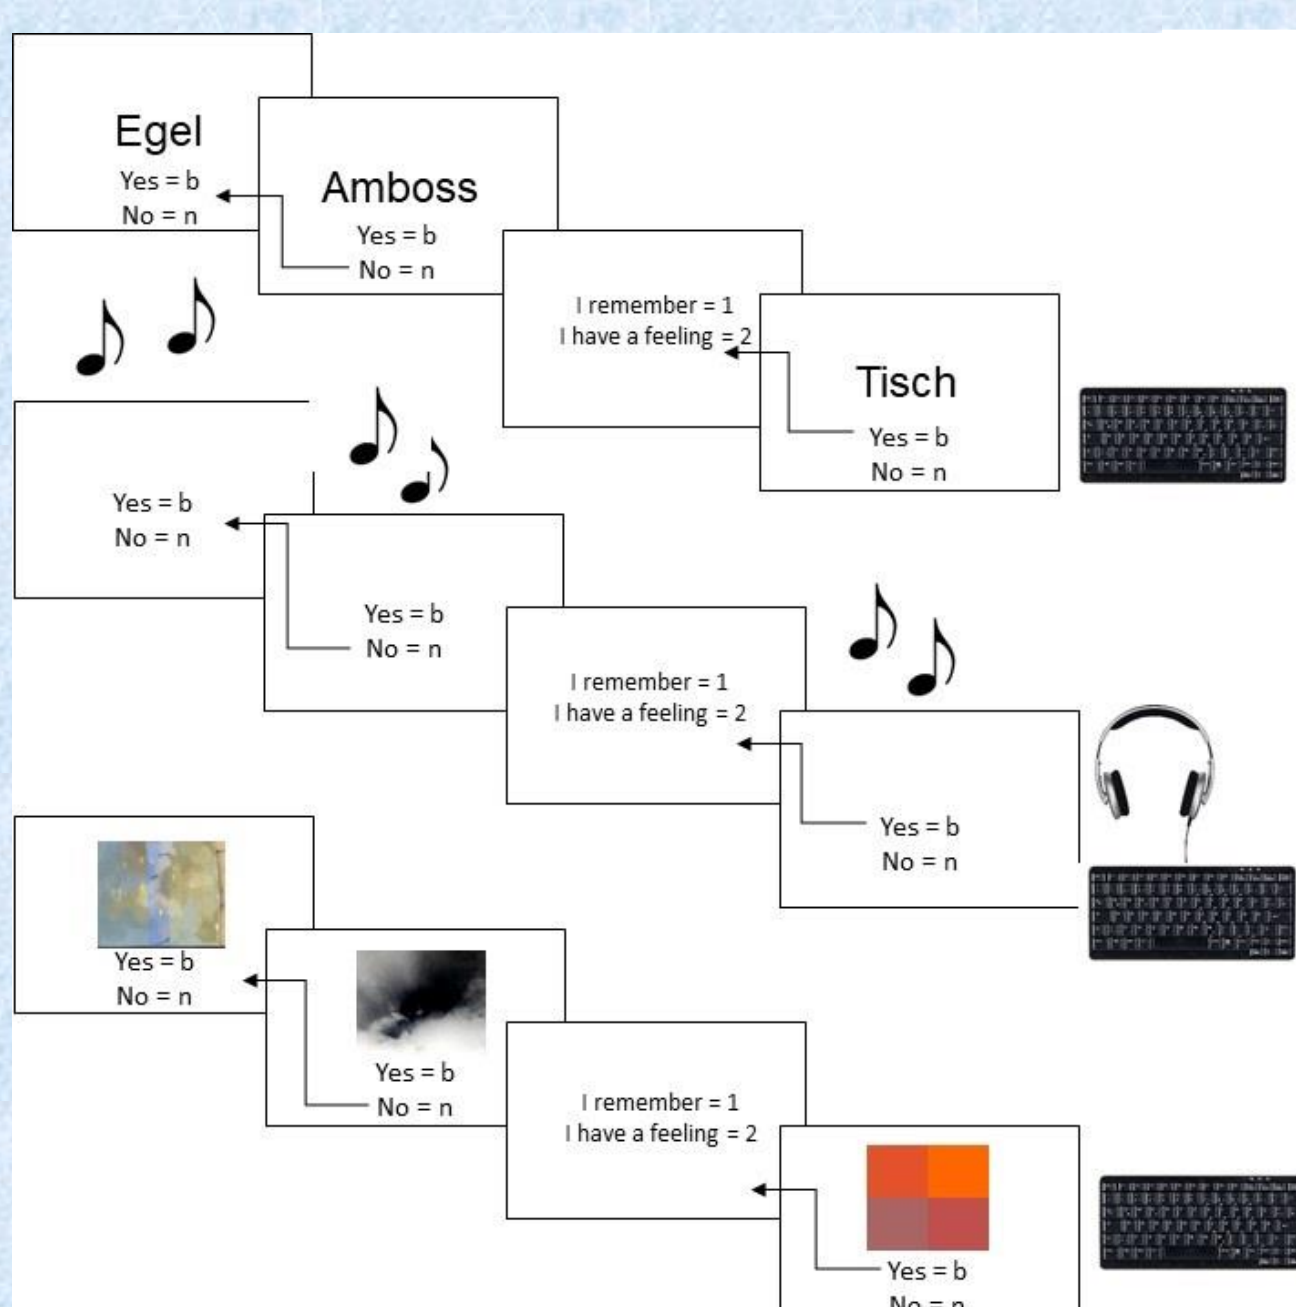 Egel
Yes = b
No = n
Amboss
Yes = b
No = n
I remember = 1
I have a feeling = 2
Tisch
Yes = b
No = n
Yes = b
No = n
Yes = b
No = n
I remember = 1
I have a feeling = 2
Yes = b
No = n
Yes = b
No = n
Yes = b
No = n
I remember = 1
I have a feeling = 2
Yes = b
No = n